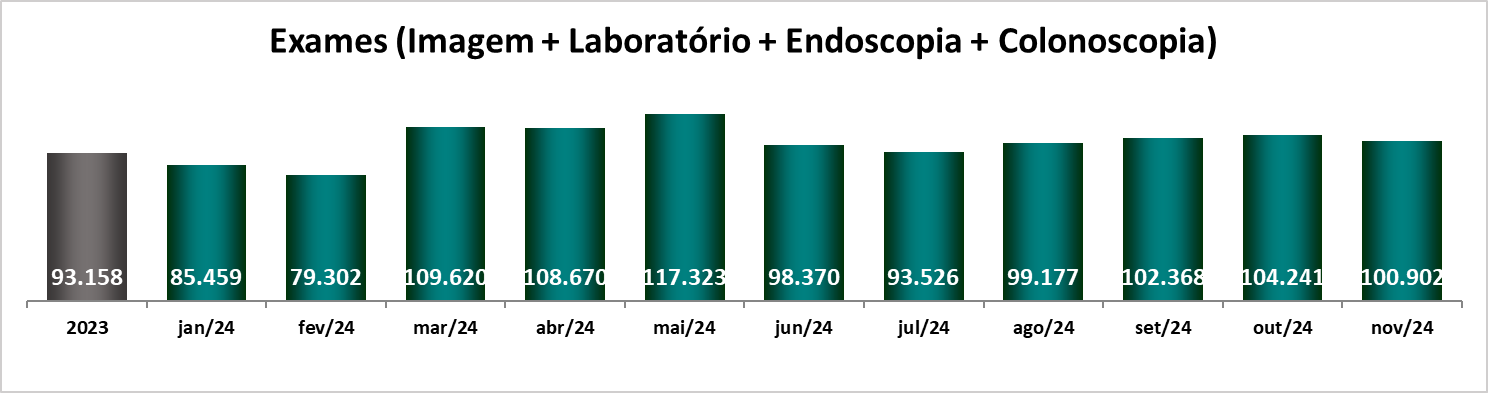 Exames (Imagem + Laboratório + Endoscopia + Colonoscopia)
93.158 85.459 79.302 109.620 108.670 117.323 98.370 93.526 99.177 102.368 104.241 100.902
2023 jan/24 fev/24 mar/24 abr/24 mai/24 jun/24 jul/24 ago/24 set/24 out/24 nov/24